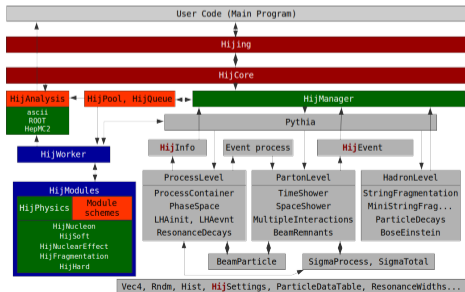 User Code (Main Program)
Hijing
HijCore
HijAnalysis
HijPool, HijQueue
HijManager
ascii
ROOT
HepMC2
Pythia
HijWorker
HijInfo
Event process
HijEvent
HijModules
HijPhysics
Module
schemes
HijNucleon
HijSoft
HijNuclearEffect
HijFragmentation
HijHard
ProcessLevel
ProcessContainer
PhaseSpace
LHAinit, LHAevnt
ResonanceDecays
PartonLevel
TimeShower
SpaceShower
MultipleInteractions
BeamRemnants
HadronLevel
StringFragmentation
MiniStringFrag...
ParticleDecays
BoseEinstein
BeamParticle
SigmaProcess, SigmaTotal
Vec4, Rndm, Hist, HijSettings, ParticleDataTable, ResonanceWidths...